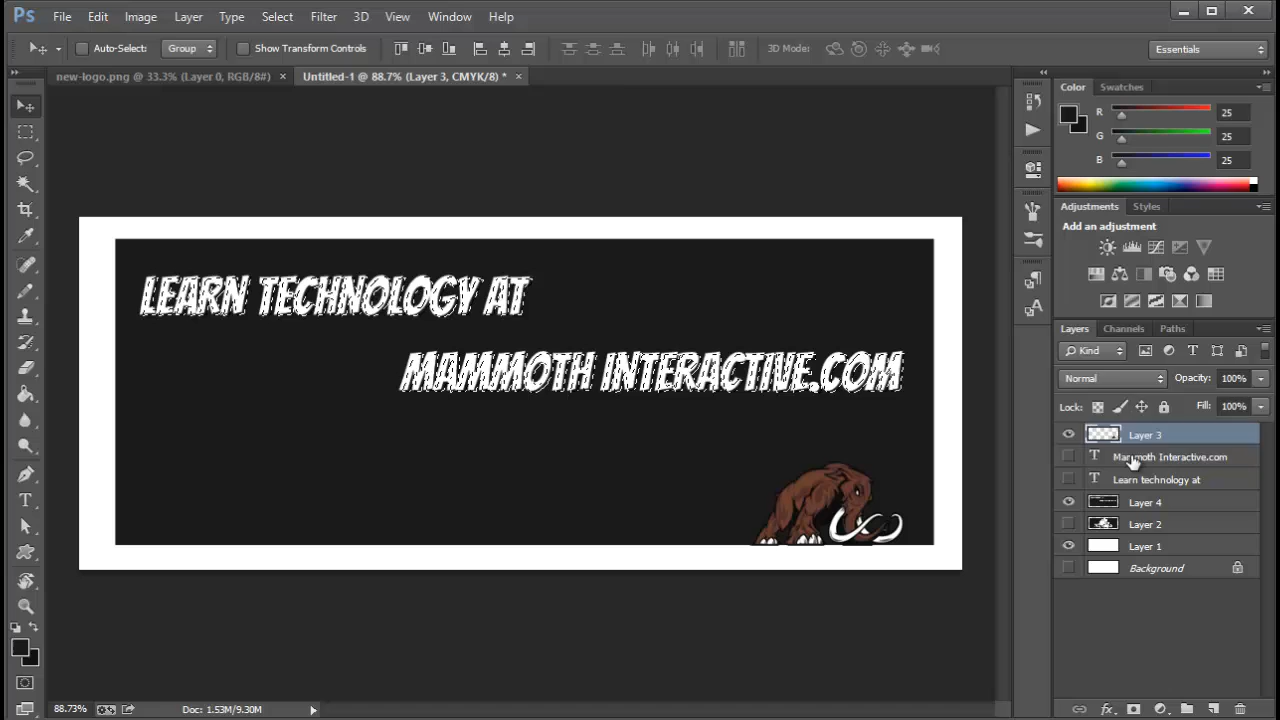 Ps File Edit Image Layer Type Select Filter 3D View Window Help
Auto-Select: Group Show Transform Controls 3D Mode: Essentials
new-logo.png @ 33.3% (Layer 0, RGB/8#) × Untitled-1 @ 88.7% (Layer 3, CMYK/8) * ×
Color Swatches
R 25
G 25
B 25
Adjustments Styles
Add an adjustment
LEARN TECHNOLOGY AT
MAMMOTH INTERACTIVE.COM
Layers Channels Paths
Kind
Normal Opacity: 100%
Lock: Fill: 100%
Layer 3
T Mammoth Interactive.com
T Learn technology at
Layer 4
Layer 2
Layer 1
Background
88.73% Doc: 1.53M/9.30M
fx